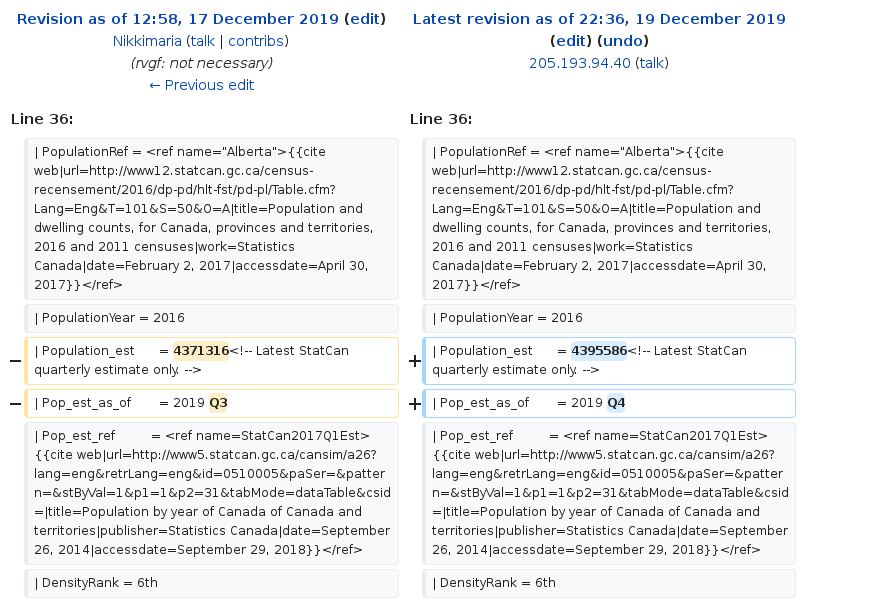 Revision as of 12:58, 17 December 2019 (edit)
Nikkimaria (talk | contribs)
(rvgf: not necessary)
← Previous edit
Latest revision as of 22:36, 19 December 2019
(edit) (undo)
205.193.94.40 (talk)
Line 36:
| PopulationRef = <ref name="Alberta">{{cite
web|url=http://www12.statcan.gc.ca/census-
recensement/2016/dp-pd/hlt-fst/pd-pl/Table.cfm?
Lang=Eng&T=101&S=50&O=A|title=Population and
dwelling counts, for Canada, provinces and territories,
2016 and 2011 censuses|work=Statistics
Canada|date=February 2, 2017|accessdate=April 30,
2017}}</ref>
| PopulationYear = 2016
− | Population_est = 4371316<!-- Latest StatCan
quarterly estimate only. -->
− | Pop_est_as_of = 2019 Q3
| Pop_est_ref = <ref name=StatCan2017Q1Est>
{{cite web|url=http://www5.statcan.gc.ca/cansim/a26?
lang=eng&retrLang=eng&id=0510005&paSer=&patter
n=&stByVal=1&p1=1&p2=31&tabMode=dataTable&csid
=|title=Population by year of Canada of Canada and
territories|publisher=Statistics Canada|date=September
26, 2014|accessdate=September 29, 2018}}</ref>
| DensityRank = 6th
Line 36:
| PopulationRef = <ref name="Alberta">{{cite
web|url=http://www12.statcan.gc.ca/census-
recensement/2016/dp-pd/hlt-fst/pd-pl/Table.cfm?
Lang=Eng&T=101&S=50&O=A|title=Population and
dwelling counts, for Canada, provinces and territories,
2016 and 2011 censuses|work=Statistics
Canada|date=February 2, 2017|accessdate=April 30,
2017}}</ref>
| PopulationYear = 2016
+ | Population_est = 4395586<!-- Latest StatCan
quarterly estimate only. -->
+ | Pop_est_as_of = 2019 Q4
| Pop_est_ref = <ref name=StatCan2017Q1Est>
{{cite web|url=http://www5.statcan.gc.ca/cansim/a26?
lang=eng&retrLang=eng&id=0510005&paSer=&patter
n=&stByVal=1&p1=1&p2=31&tabMode=dataTable&csid
=|title=Population by year of Canada of Canada and
territories|publisher=Statistics Canada|date=September
26, 2014|accessdate=September 29, 2018}}</ref>
| DensityRank = 6th